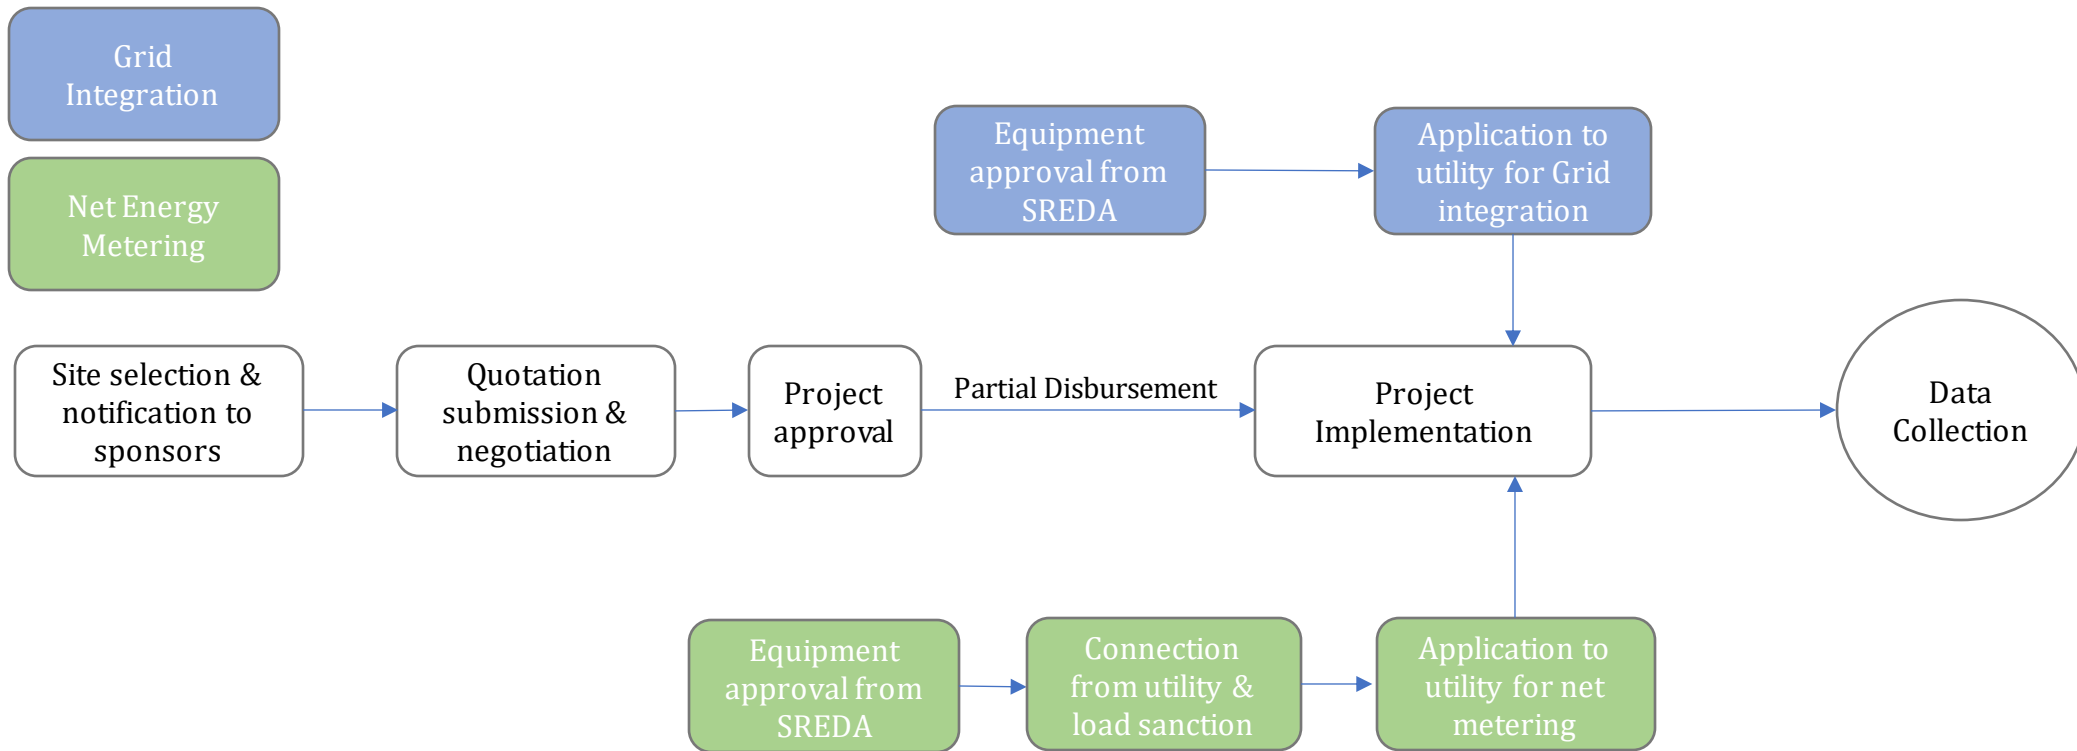 Grid
Integration
Net Energy
Metering
Equipment
approval from
SREDA
Application to
utility for Grid
integration
Site selection &
notification to
sponsors
Quotation
submission &
negotiation
Project
approval
Partial Disbursement
Project
Implementation
Data
Collection
Equipment
approval from
SREDA
Connection
from utility &
load sanction
Application to
utility for net
metering